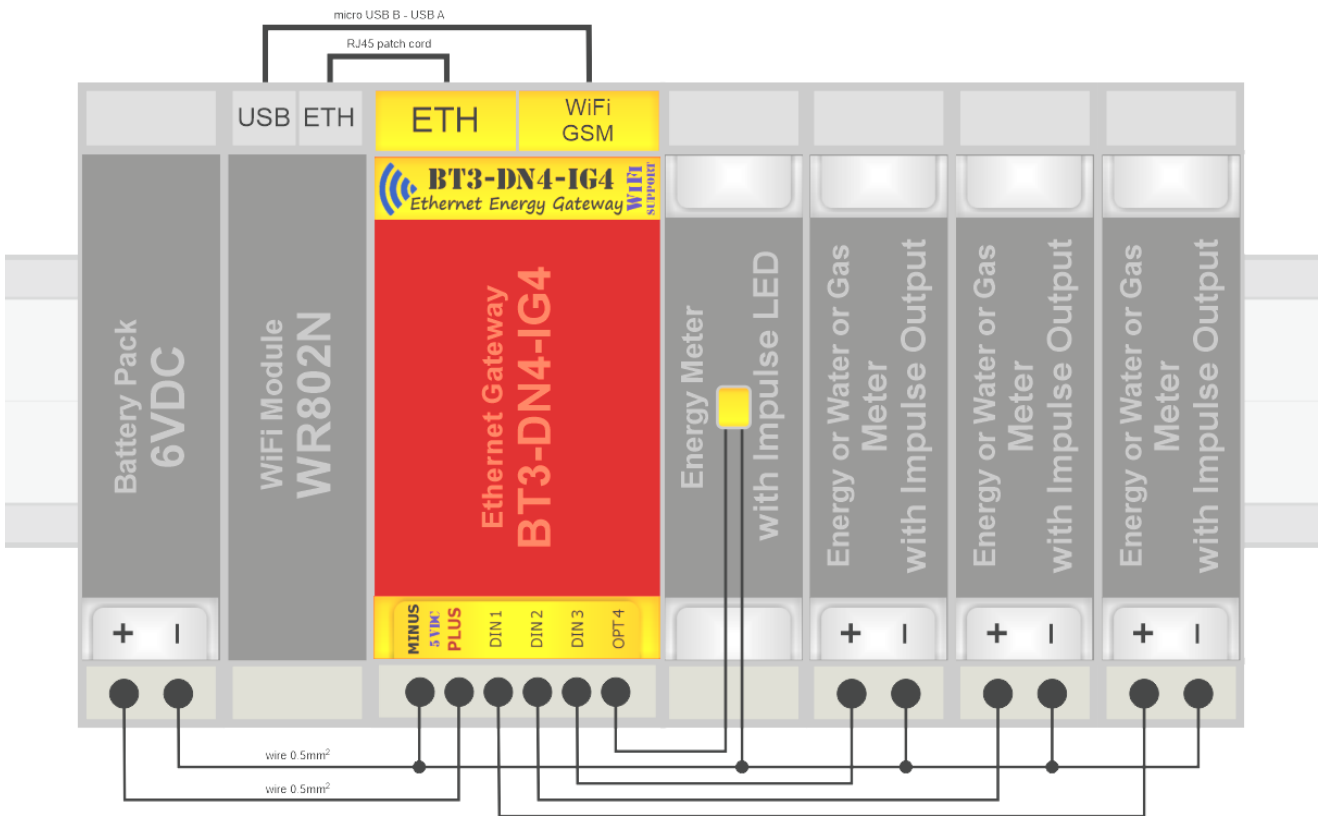 micro USB B - USB A
RJ45 patch cord
USB
ETH
ETH
WiFi
GSM
BT3-DN4-IG4
Ethernet Energy Gateway
WiFi
SUPPORT
Battery Pack
6VDC
WiFi Module
WR802N
Ethernet Gateway
BT3-DN4-IG4
Energy Meter
with Impulse LED
Energy or Water or Gas
Meter
with Impulse Output
Energy or Water or Gas
Meter
with Impulse Output
Energy or Water or Gas
Meter
with Impulse Output
+
–
MINUS
5 VDC
PLUS
DIN 1
DIN 2
DIN 3
OPT 4
+
–
+
–
+
–
wire 0.5mm²
wire 0.5mm²